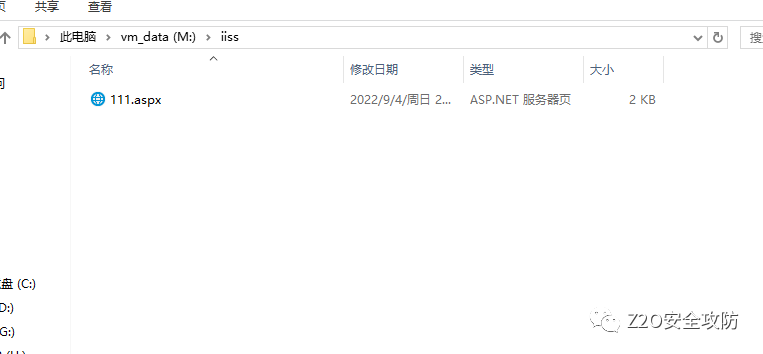 页 共享 查看
此电脑 vm_data (M:) iiss 搜
名称 修改日期 类型 大小
问
111.aspx 2022/9/4/周日 2... ASP.NET 服务器页 2 KB
盘 (C:)
D:)
G:)
Z2O安全攻防